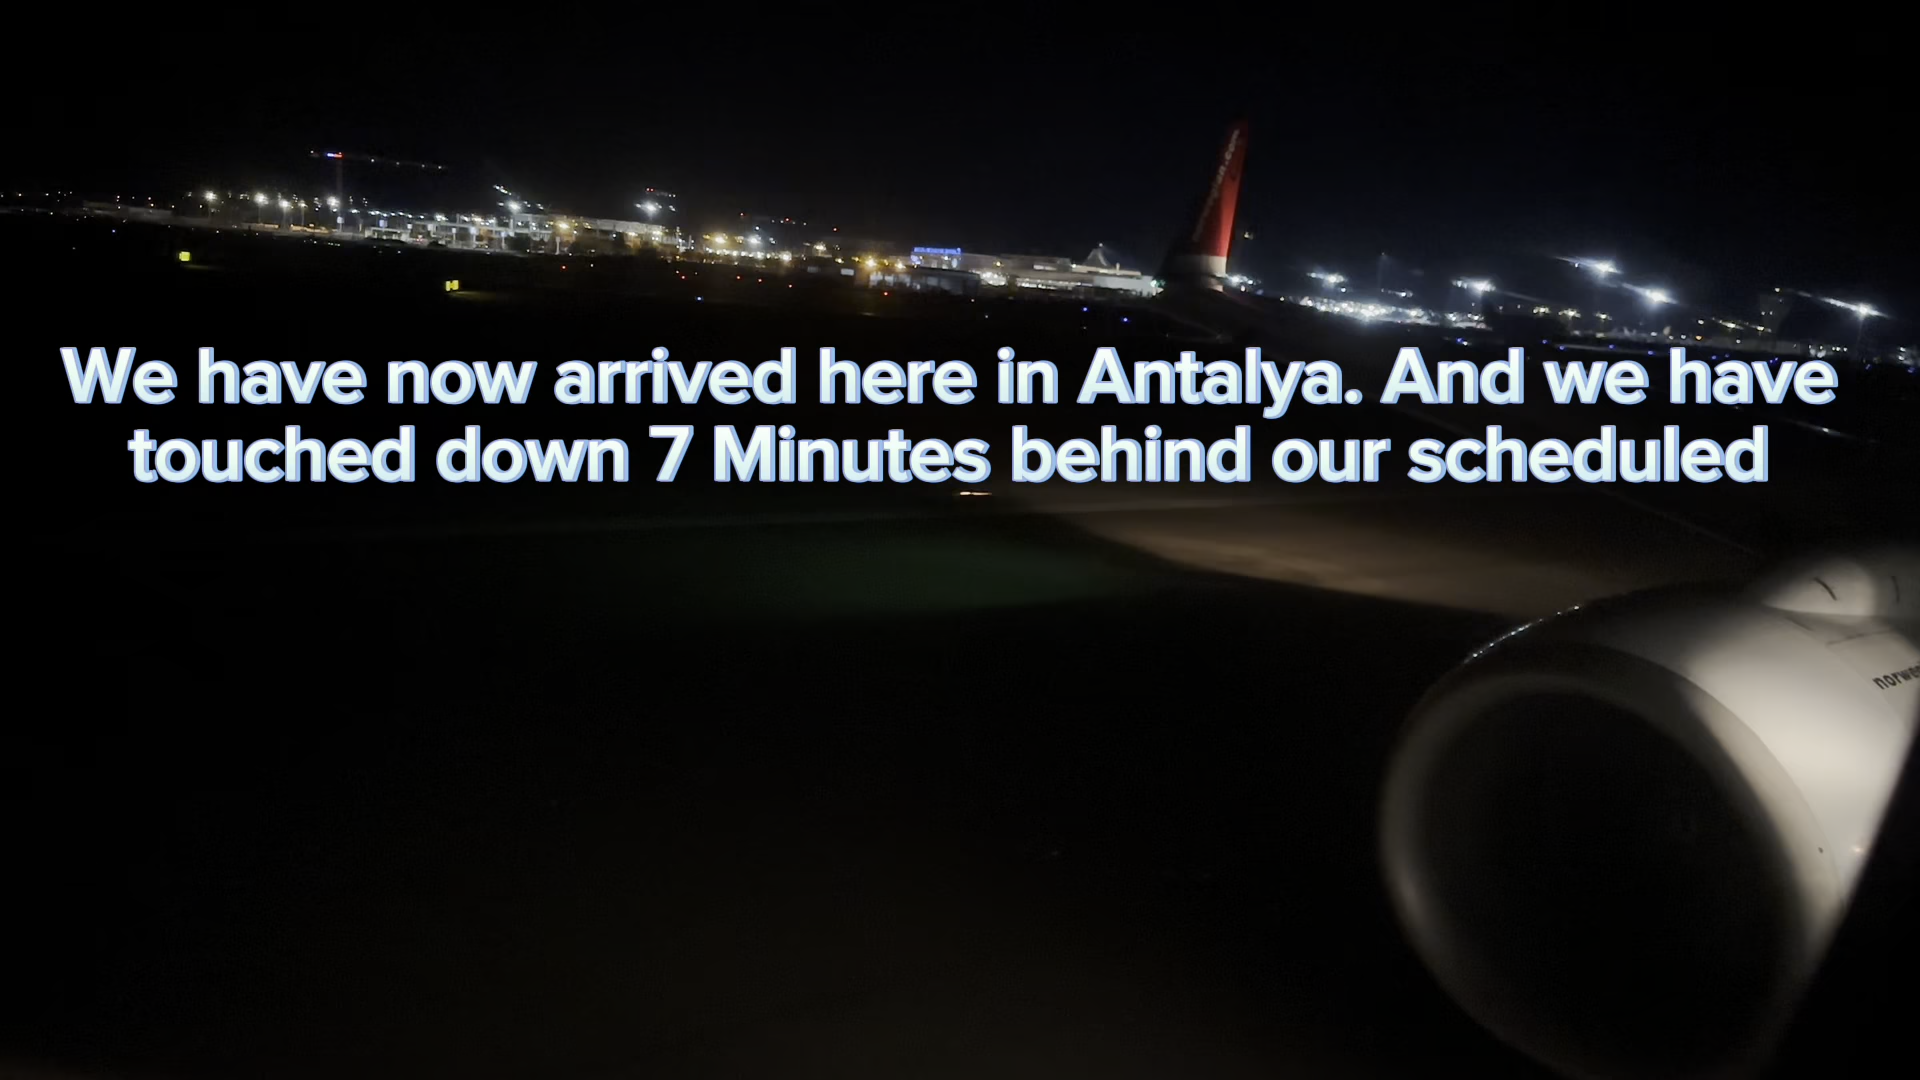 We have now arrived here in Antalya. And we have
touched down 7 Minutes behind our scheduled